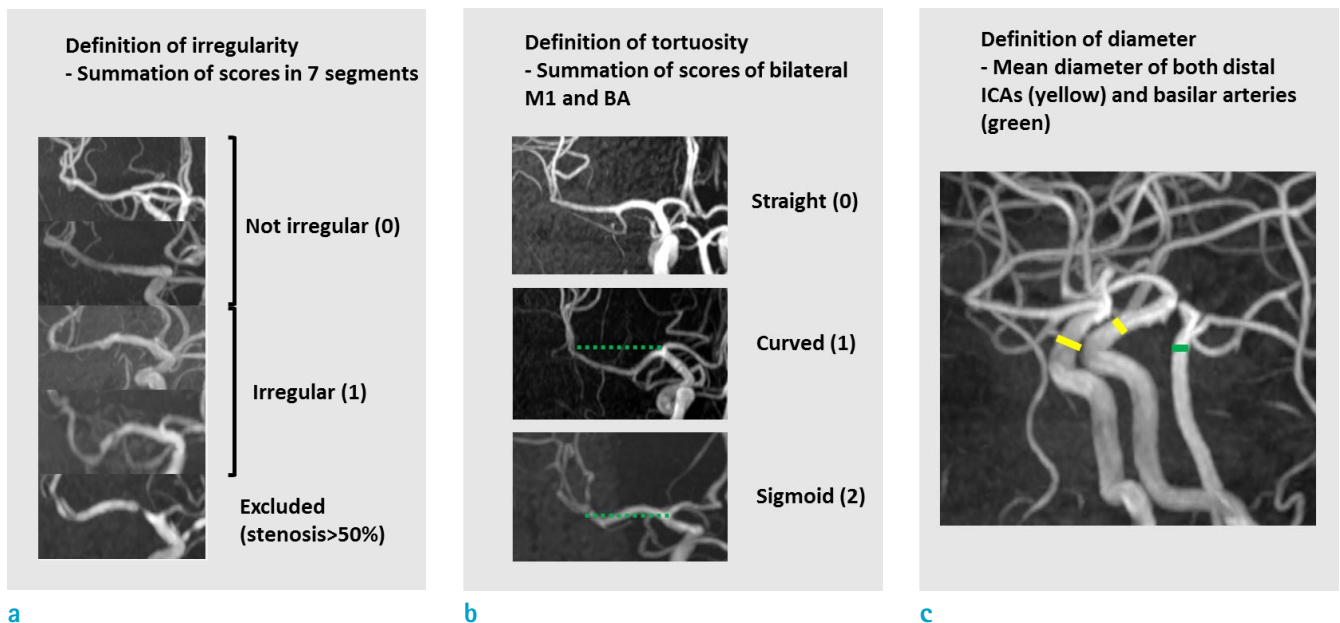 Definition of irregularity
- Summation of scores in 7 segments
Not irregular (0)
Irregular (1)
Excluded
(stenosis>50%)
a
Definition of tortuosity
- Summation of scores of bilateral
M1 and BA
Straight (0)
Curved (1)
Sigmoid (2)
b
Definition of diameter
- Mean diameter of both distal
ICAs (yellow) and basilar arteries
(green)
c